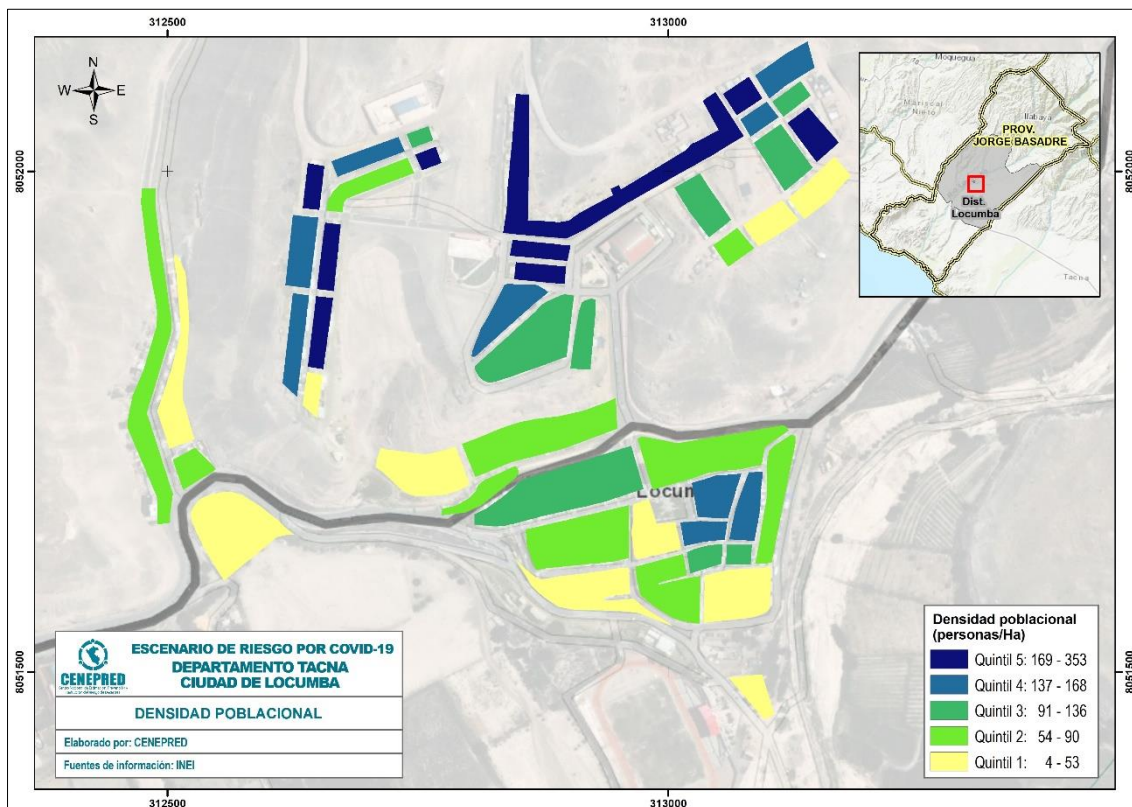 312500
313000
N
W E
S
8052000
8052000
Moquegua
Mariscal
Nieto
Ilabaya
PROV.
JORGE BASADRE
Dist.
Locumba
Tacna
Locum
ESCENARIO DE RIESGO POR COVID-19
DEPARTAMENTO TACNA
CIUDAD DE LOCUMBA
CENEPRED
DENSIDAD POBLACIONAL
Elaborado por: CENEPRED
Fuentes de información: INEI
Densidad poblacional
(personas/Ha)
Quintil 5: 169 - 353
Quintil 4: 137 - 168
Quintil 3: 91 - 136
Quintil 2: 54 - 90
Quintil 1: 4 - 53
8051500
8051500
312500
313000